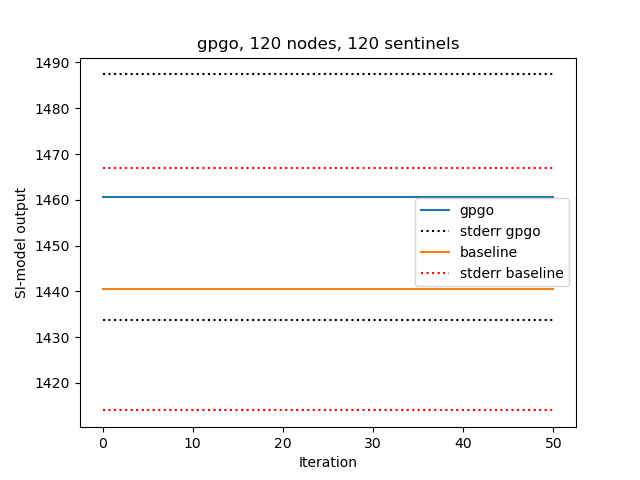 gpgo, 120 nodes, 120 sentinels
SI-model output
1490
1480
1470
1460
1450
1440
1430
1420
gpgo
stderr gpgo
baseline
stderr baseline
0 10 20 30 40 50
Iteration